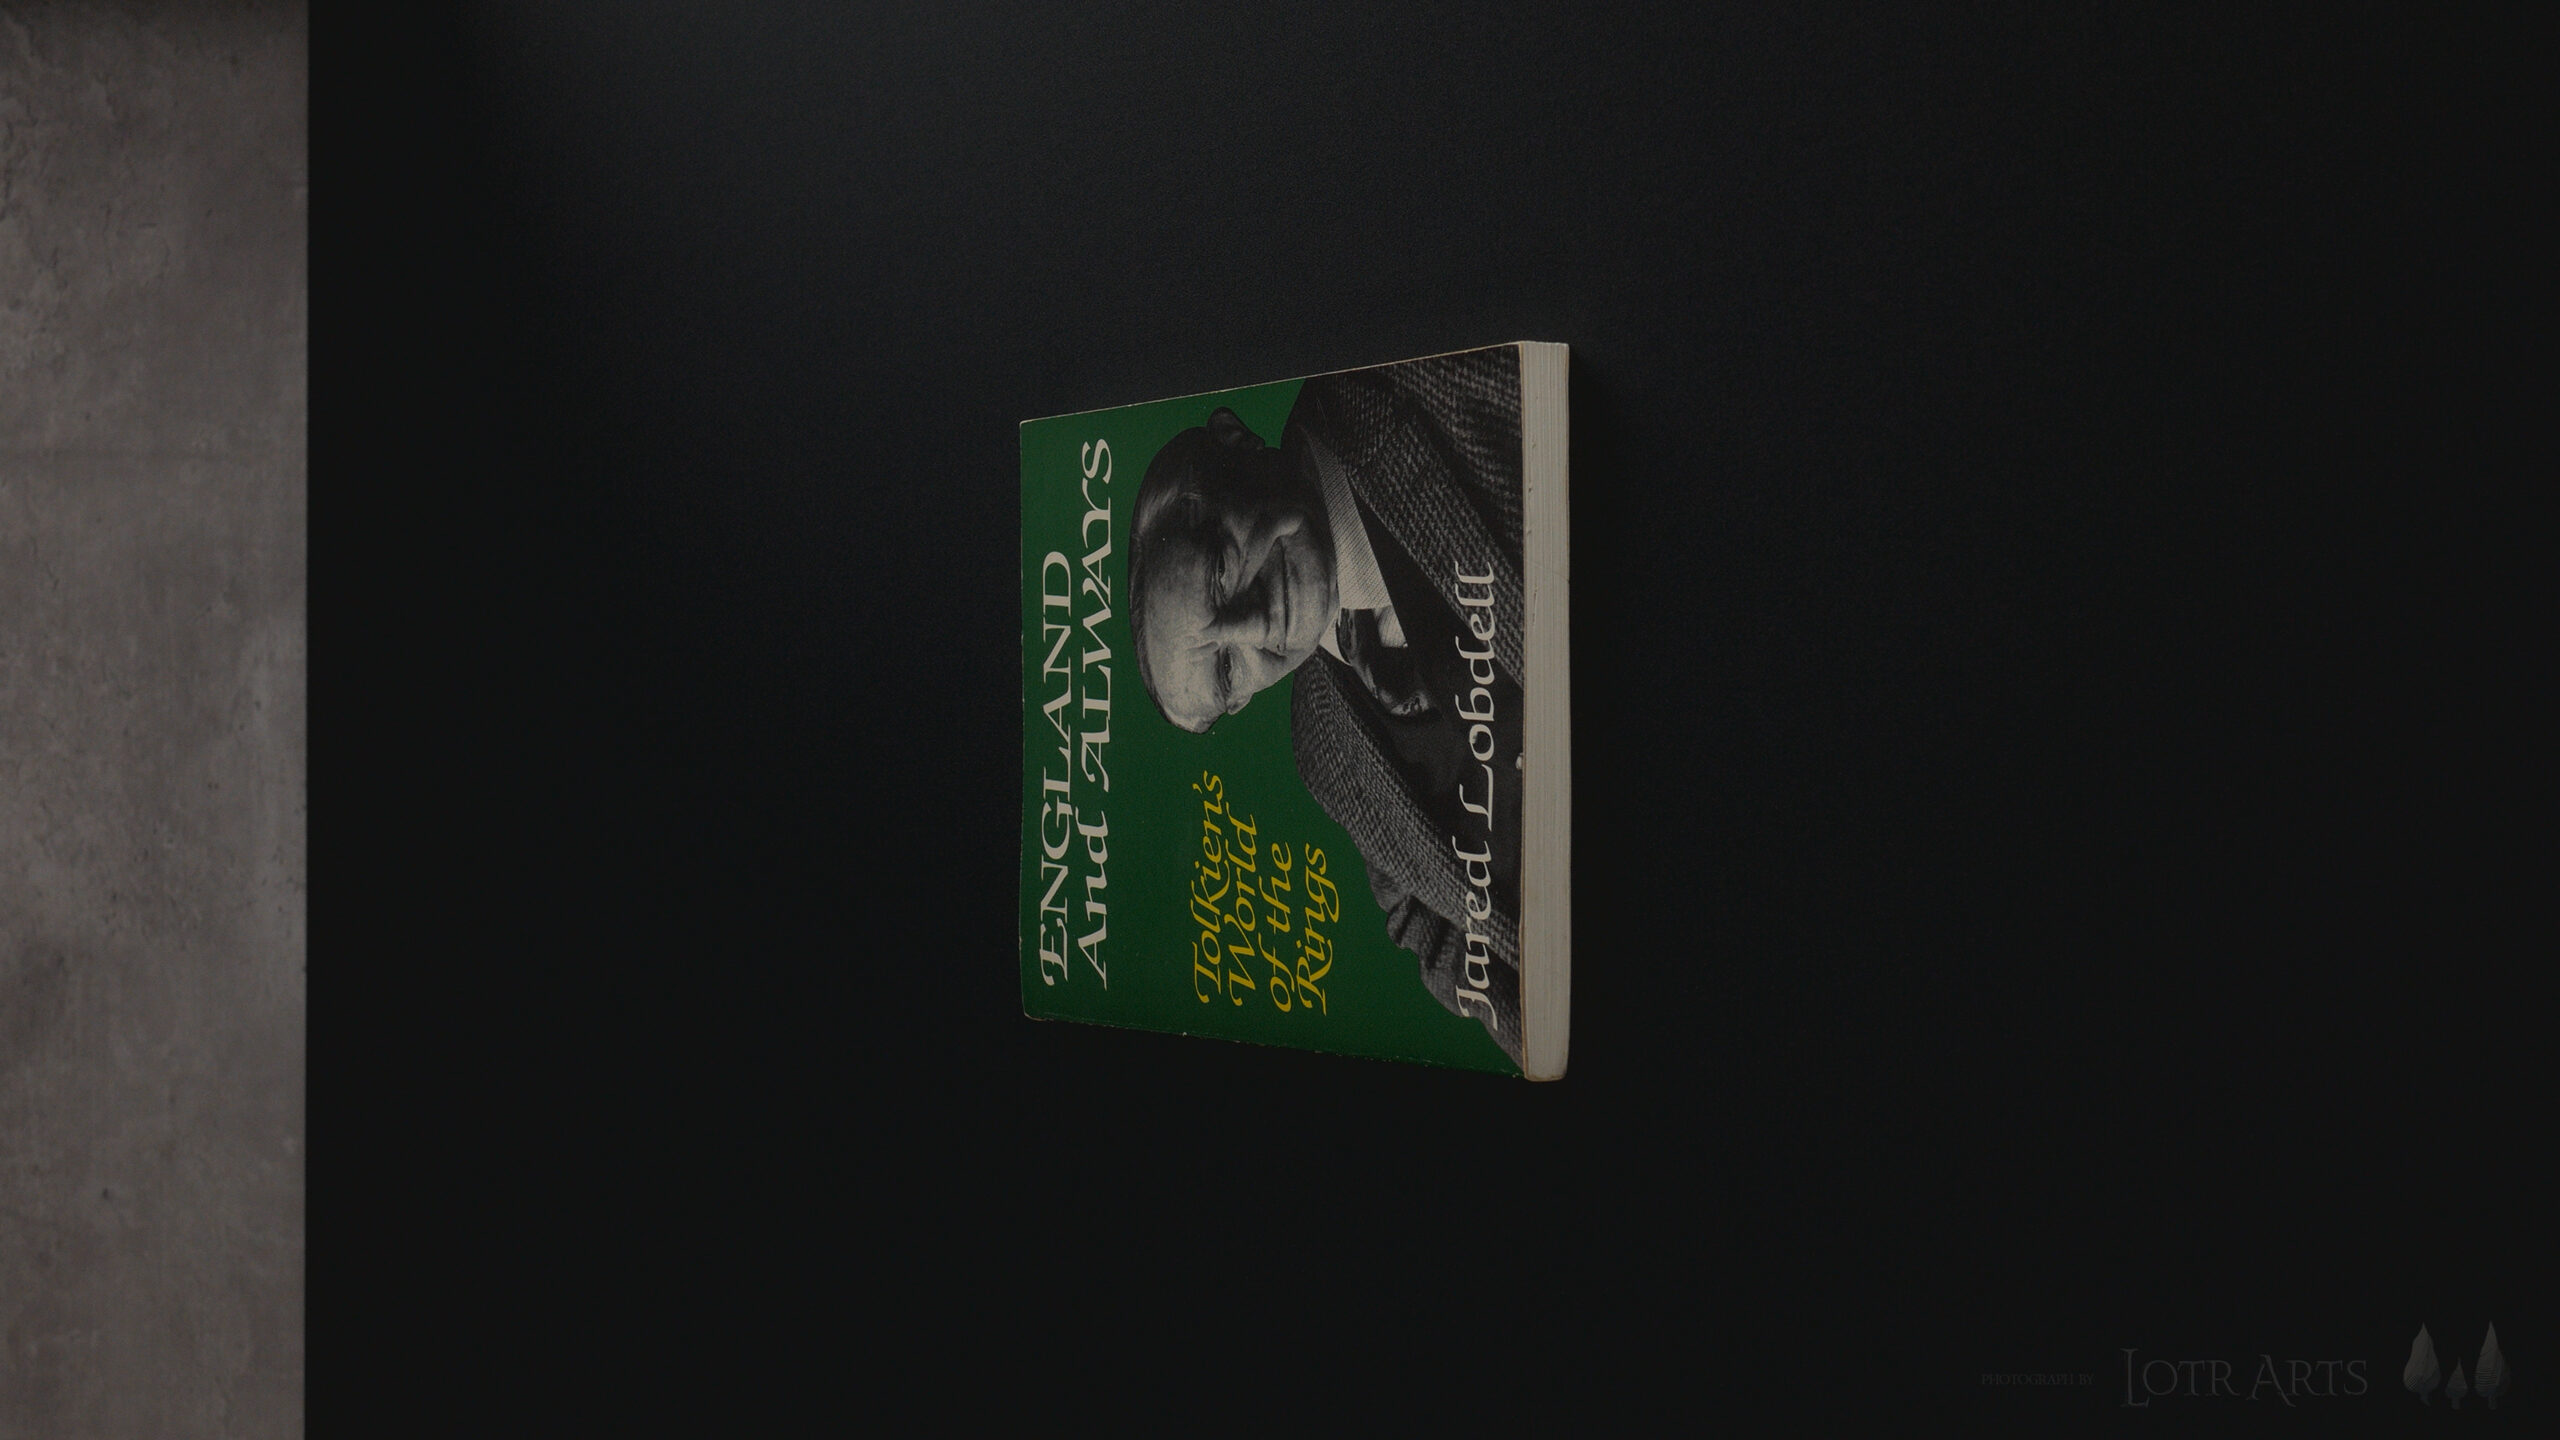 ENGLAND
And ALWAYS
Tolkien's
World
of the
Rings
Jared Lobdell
PHOTOGRAPH BY
LOTR ARTS